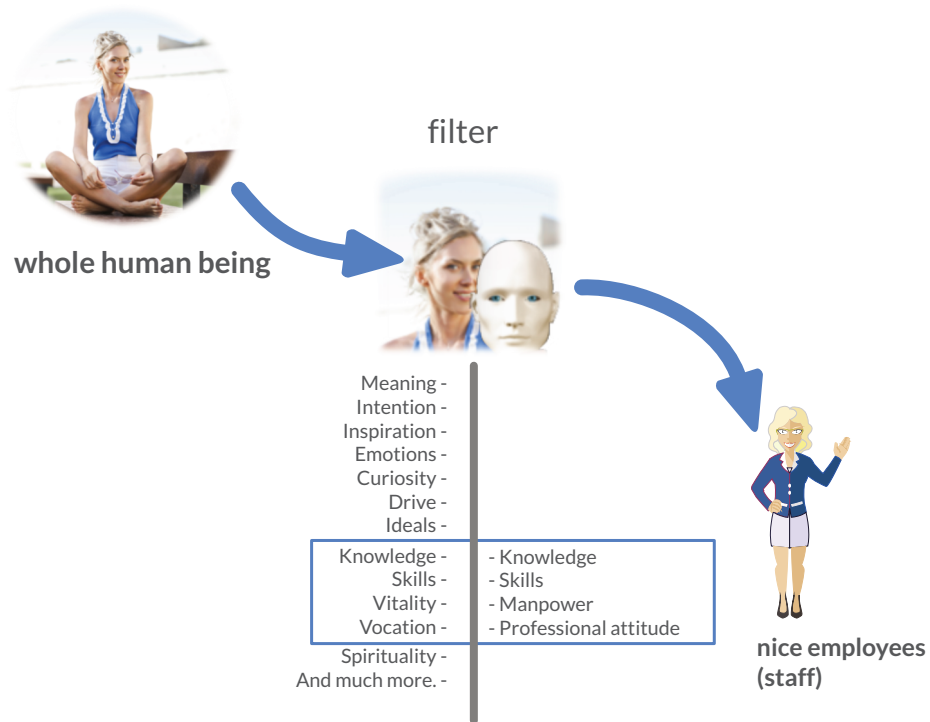 filter
whole human being
Meaning -
Intention -
Inspiration -
Emotions -
Curiosity -
Drive -
Ideals -
Knowledge - - Knowledge
Skills - - Skills
Vitality - - Manpower
Vocation - - Professional attitude
Spirituality -
And much more. -
nice employees
(staff)